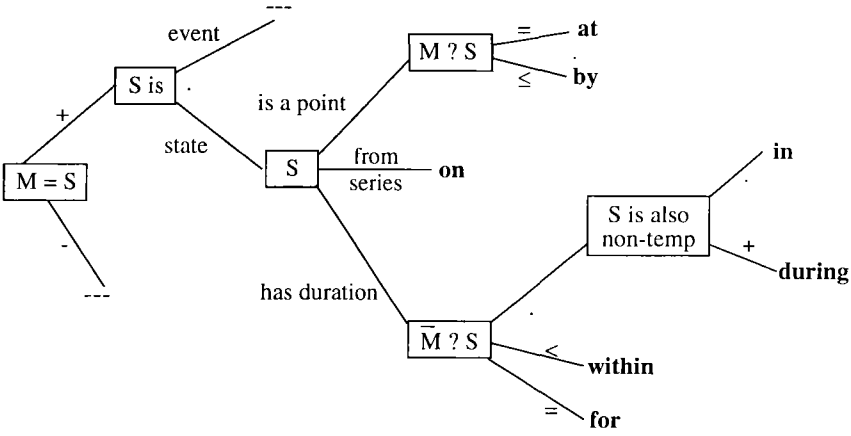 ---
event
S is
+
state
M = S
-
---
M ? S
=
at
≤
by
is a point
S
from
series
on
has duration
in
S is also
non-temp
+
during
M̅ ? S
<
within
=
for